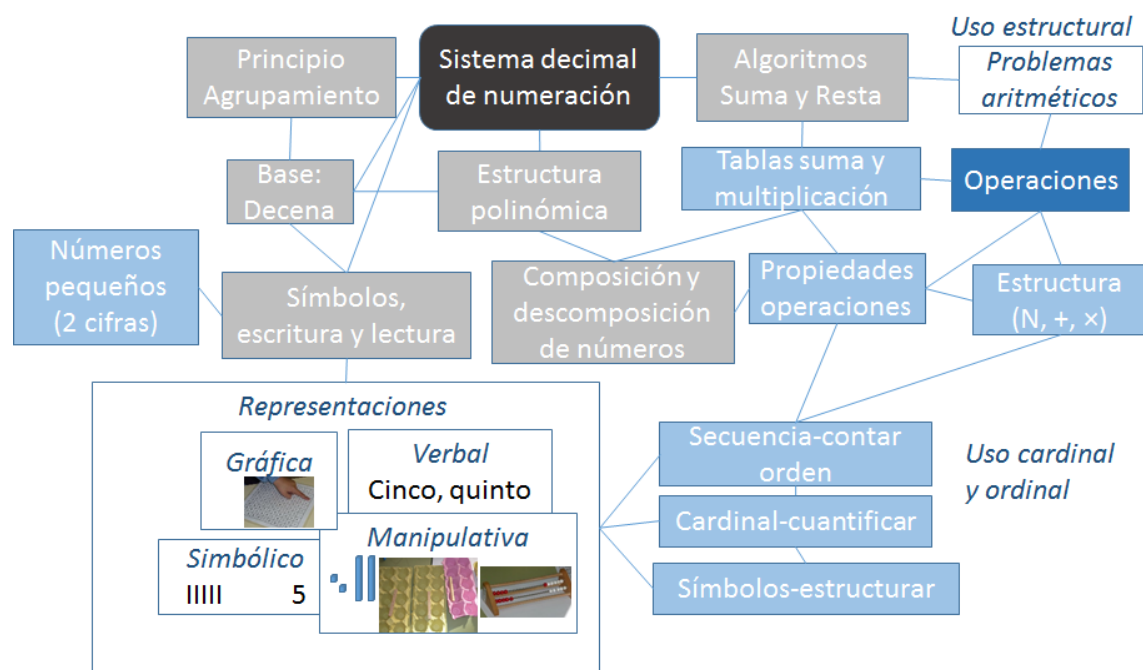 Uso estructural
Principio
Agrupamiento
Sistema decimal
de numeración
Algoritmos
Suma y Resta
Problemas
aritméticos
Base:
Decena
Estructura
polinómica
Tablas suma y
multiplicación
Operaciones
Números
pequeños
(2 cifras)
Símbolos,
escritura y lectura
Composición y
descomposición
de números
Propiedades
operaciones
Estructura
(N, +, ×)
Representaciones
Gráfica
Verbal
Cinco, quinto
Simbólico
IIIII 5
Manipulativa
Secuencia-contar
orden
Cardinal-cuantificar
Símbolos-estructurar
Uso cardinal
y ordinal